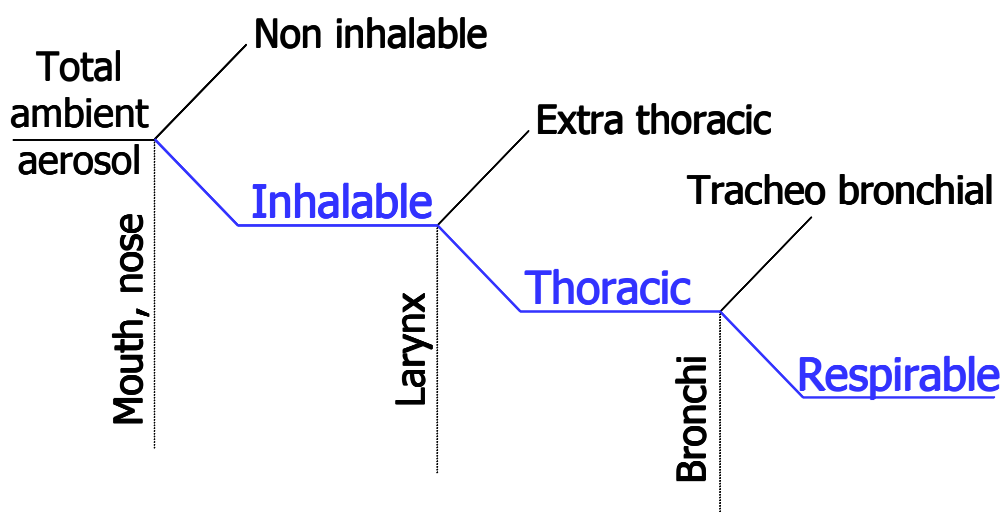 Non inhalable
Total
ambient
aerosol
Extra thoracic
Inhalable
Tracheo bronchial
Mouth, nose
Thoracic
Larynx
Respirable
Bronchi